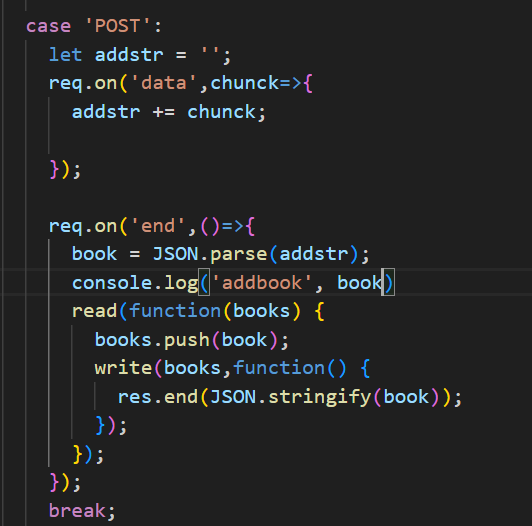 case 'POST':
let addstr = '';
req.on('data',chunck=>{
addstr += chunck;
});
req.on('end',()=>{
book = JSON.parse(addstr);
console.log('addbook', book)
read(function(books) {
books.push(book);
write(books,function() {
res.end(JSON.stringify(book));
});
});
});
break;